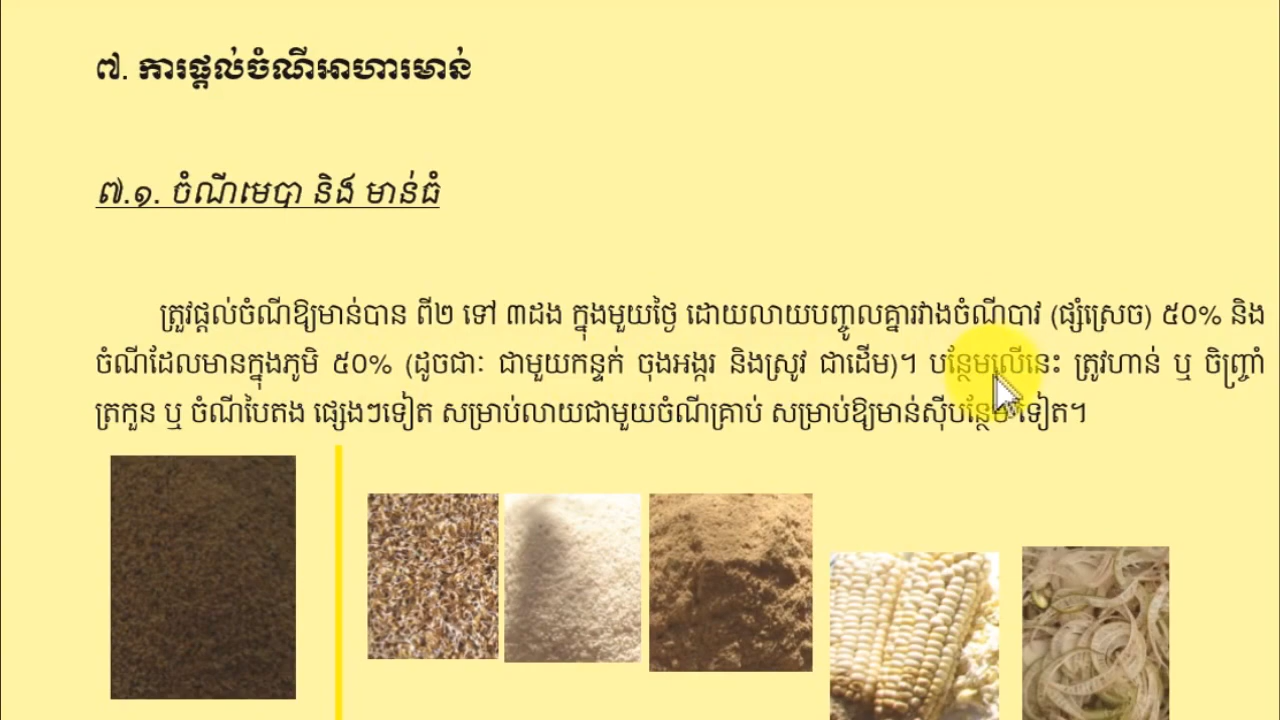 ៧. ការផ្តល់ចំណីអាហារមាន់
៧.១. ចំណីមេបា និង មាន់ធំ
ត្រូវផ្តល់ចំណីឱ្យមាន់បាន ពី២ ទៅ ៣ដង ក្នុងមួយថ្ងៃ ដោយលាយបញ្ចូលគ្នារវាងចំណីបាវ (ផ្សំស្រេច) ៥០% និង
ចំណីដែលមានក្នុងភូមិ ៥០% (ដូចជា: ជាមួយកន្ទក់ ចុងអង្ករ និងស្រូវ ជាដើម)។ បន្ថែមលើនេះ ត្រូវហាន់ ឬ ចិញ្ច្រាំ
ត្រកួន ឬ ចំណីបៃតង ផ្សេងៗទៀត សម្រាប់លាយជាមួយចំណីគ្រាប់ សម្រាប់ឱ្យមាន់ស៊ីបន្ថែម ទៀត។